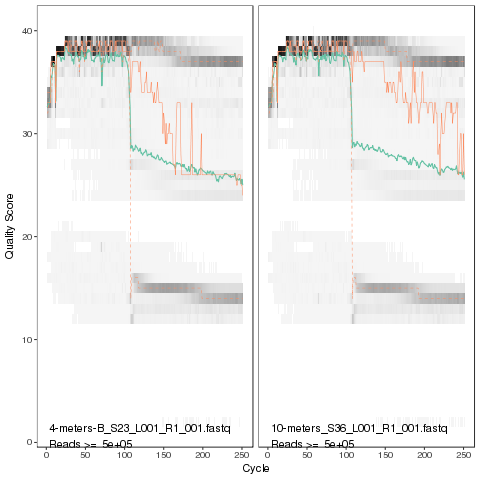 Quality Score
40
30
20
10
0
4-meters-B_S23_L001_R1_001.fastq
Reads >= 5e+05
10-meters_S36_L001_R1_001.fastq
Reads >= 5e+05
0 50 100 150 200 250
0 50 100 150 200 250
Cycle